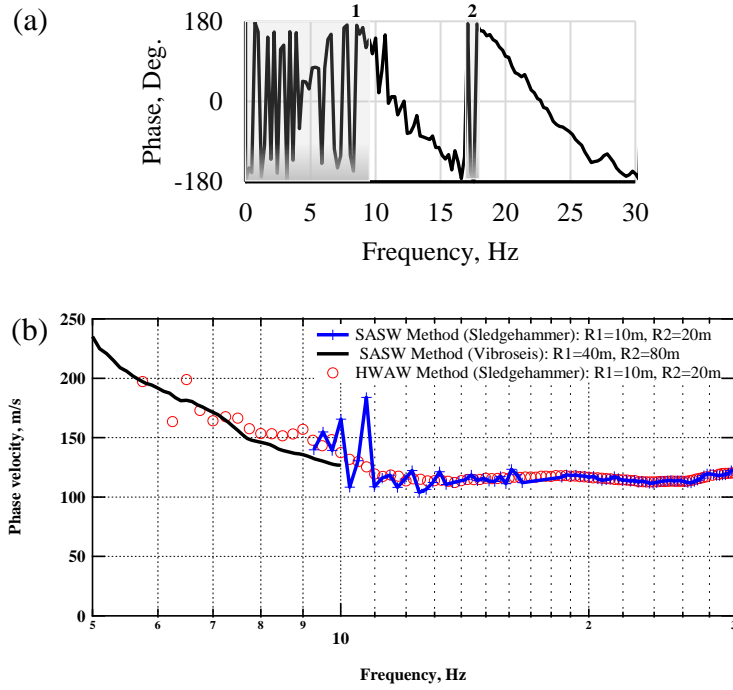 (a)
1 2
180
0
-180
Phase, Deg.
0 5 10 15 20 25 30
Frequency, Hz
(b)
250
200
150
100
50
0
Phase velocity, m/s
SASW Method (Sledgehammer): R1=10m, R2=20m
SASW Method (Vibroseis): R1=40m, R2=80m
HWAW Method (Sledgehammer): R1=10m, R2=20m
5 6 7 8 9 10 2
Frequency, Hz